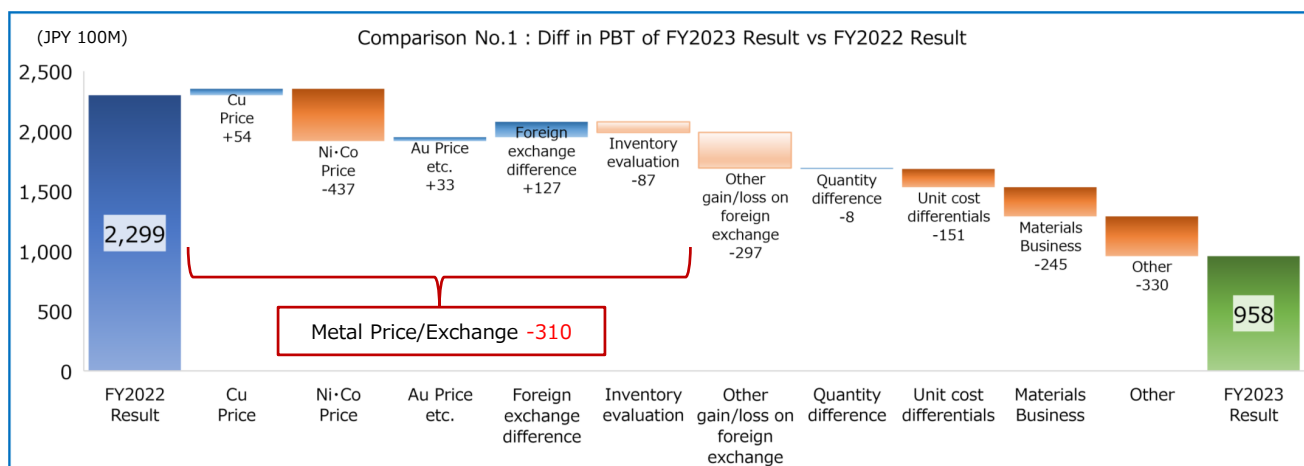 (JPY 100M)
Comparison No.1 : Diff in PBT of FY2023 Result vs FY2022 Result
2,500
2,000
1,500
1,000
500
0
2,299
Cu
Price
+54
Ni･Co
Price
-437
Au Price
etc.
+33
Foreign
exchange
difference
+127
Inventory
evaluation
-87
Other
gain/loss on
foreign
exchange
-297
Quantity
difference
-8
Unit cost
differentials
-151
Materials
Business
-245
Other
-330
958
Metal Price/Exchange -310
FY2022
Result
Cu
Price
Ni･Co
Price
Au Price
etc.
Foreign
exchange
difference
Inventory
evaluation
Other
gain/loss on
foreign
exchange
Quantity
difference
Unit cost
differentials
Materials
Business
Other
FY2023
Result